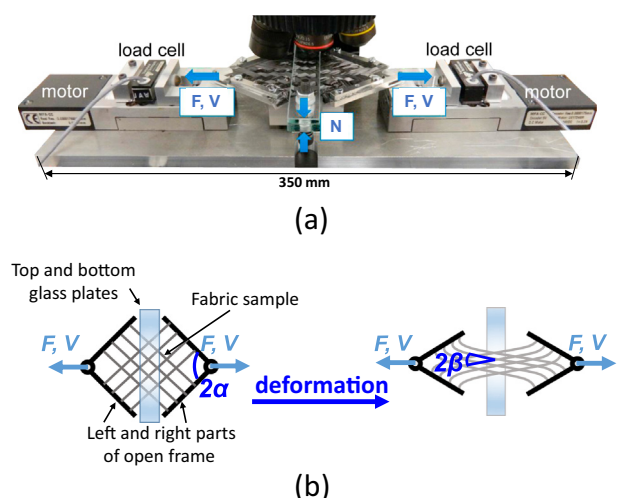 load cell
load cell
motor
motor
F, V
F, V
N
350 mm
(a)
Top and bottom
glass plates
Fabric sample
F, V
F, V
2α
deformation
F, V
F, V
2β
Left and right parts
of open frame
(b)